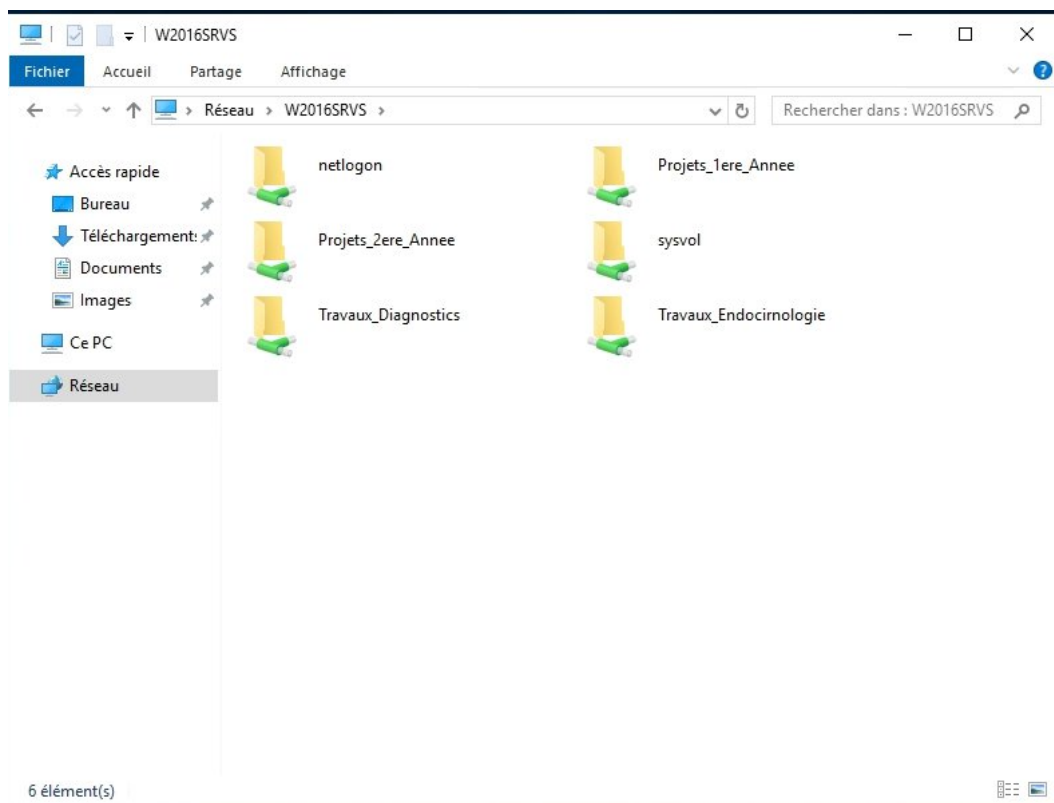 W2016SRVS
Fichier Accueil Partage Affichage
Réseau > W2016SRVS >
Rechercher dans : W2016SRVS
Accès rapide
Bureau
Téléchargements
Documents
Images
Ce PC
Réseau
netlogon
Projets_1ere_Annee
Projets_2ere_Annee
sysvol
Travaux_Diagnostics
Travaux_Endocirnologie
6 élément(s)